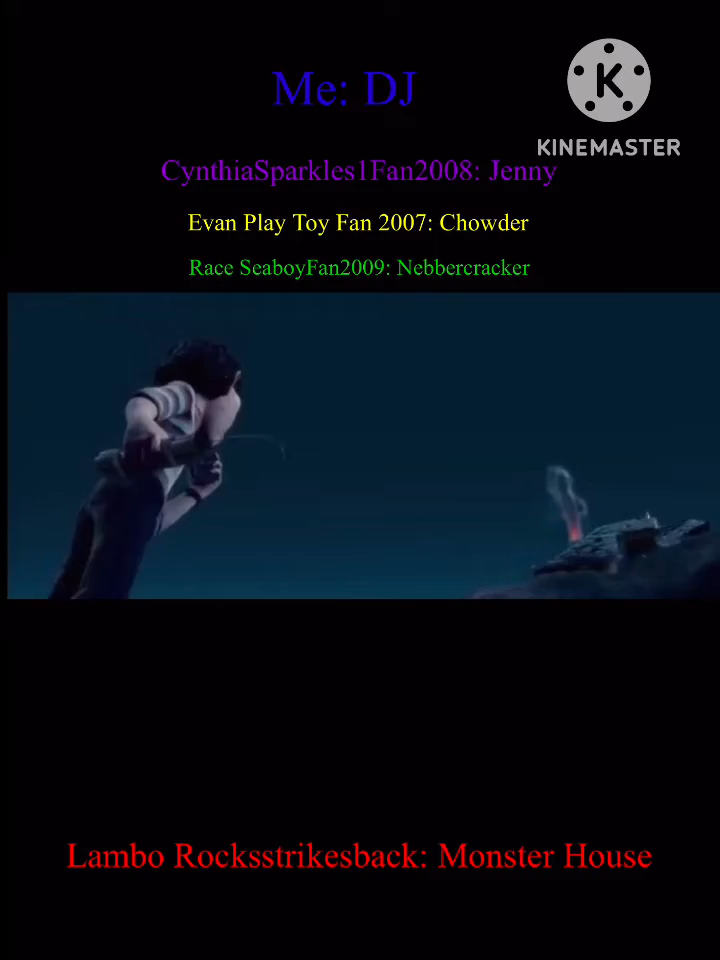 Me: DJ
K
KINEMASTER
CynthiaSparkles1Fan2008: Jenny
Evan Play Toy Fan 2007: Chowder
Race SeaboyFan2009: Nebbercracker
Lambo Rocksstrikesback: Monster House